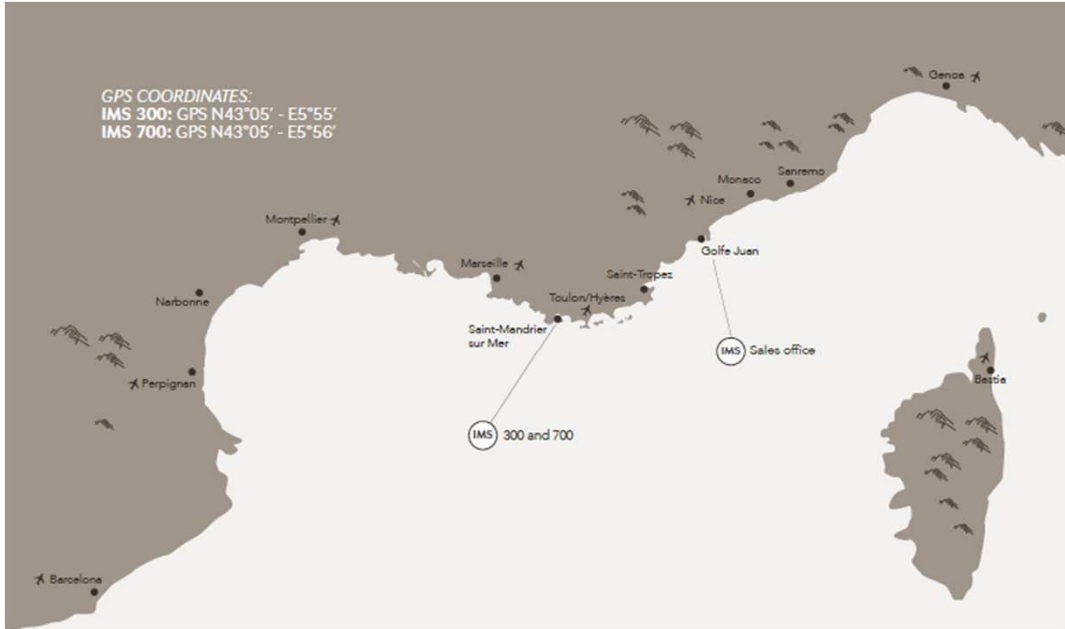 GPS COORDINATES:
IMS 300: GPS N43°05' - E5°55'
IMS 700: GPS N43°05' - E5°56'
Genoa
Sanremo
Monaco
Nice
Montpellier
Golfe Juan
Marseille
Saint-Tropez
Toulon/Hyères
Narbonne
Saint-Mandrier
sur Mer
IMS Sales office
Perpignan
Bastia
IMS 300 and 700
Barcelona